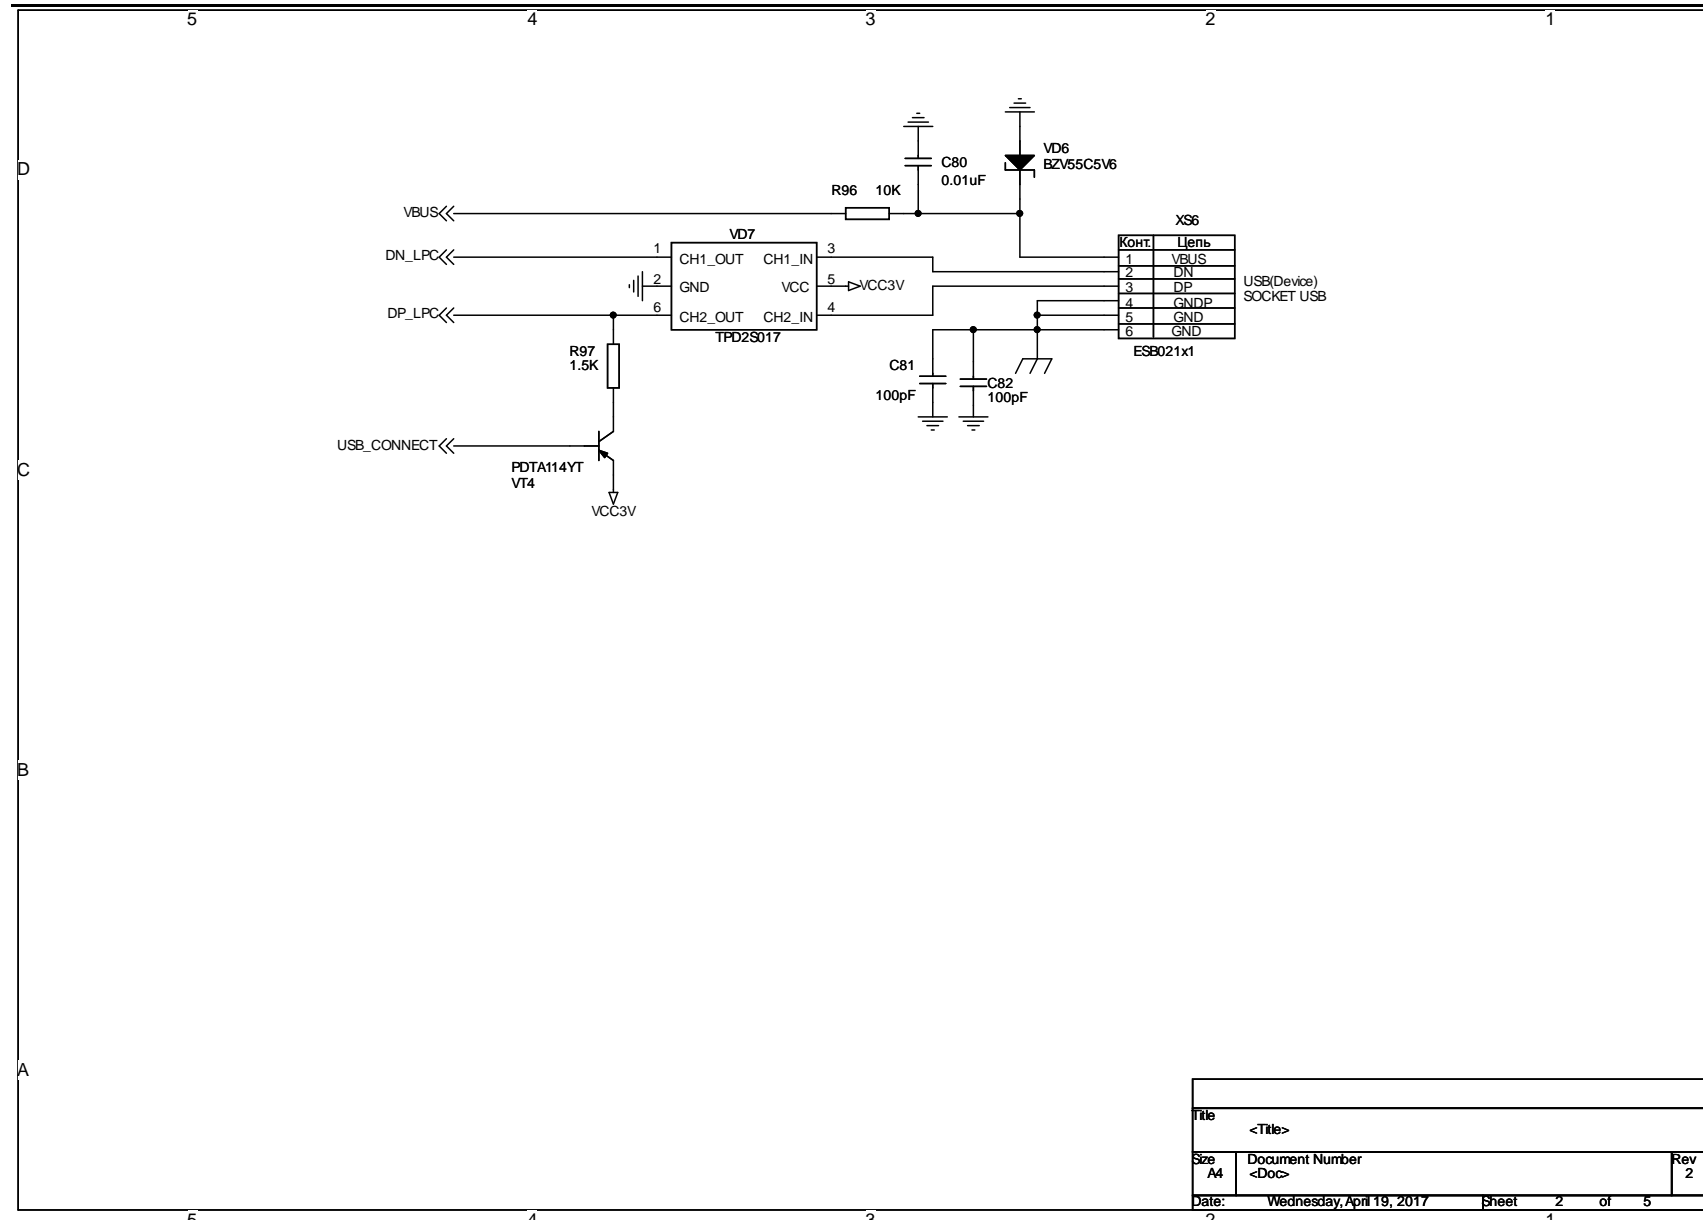 5 4 3 2 1
D
C
B
A
VD6
BZV55C5V6
C80
0.01uF
R96 10K
VBUS
XS6
VD7
Конт. Цепь
1 VBUS
2 DN
3 DP
4 GNDP
5 GND
6 GND
ESB021x1
USB(Device)
SOCKET USB
DN_LPC
1 CH1_OUT CH1_IN 3
2 GND VCC 5 VCC3V
DP_LPC
6 CH2_OUT CH2_IN 4
TPD2S017
R97
1.5K
C81
100pF
C82
100pF
USB_CONNECT
PDTA114YT
VT4
VCC3V
Title
<Title>
Size
A4
Document Number
<Doc>
Rev
2
Date: Wednesday, April 19, 2017 Sheet 2 of 5
5 4 3 2 1